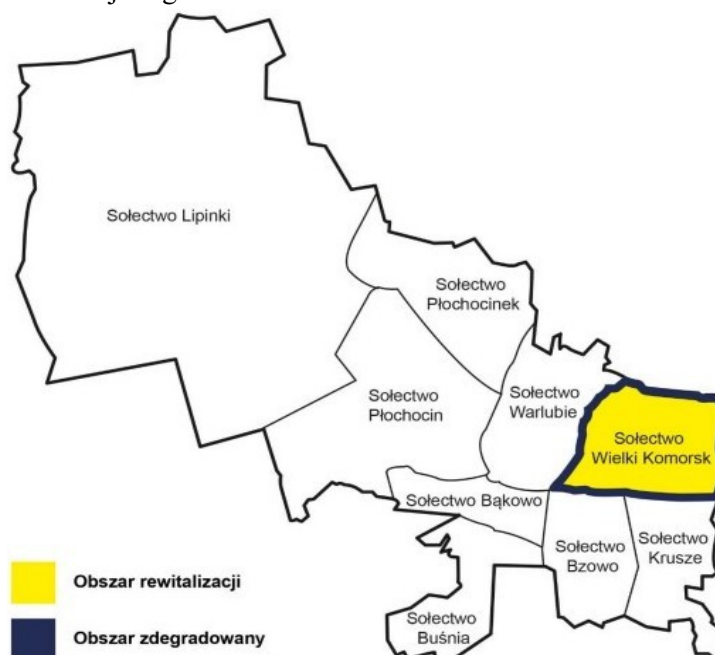 Sołectwo Lipinki
Sołectwo
Płochocinek
Sołectwo
Płochocin
Sołectwo
Warlubie
Sołectwo
Wielki Komorsk
Sołectwo Bąkowo
Sołectwo
Bzowo
Sołectwo
Krusze
Sołectwo
Buśnia
Obszar rewitalizacji
Obszar zdegradowany